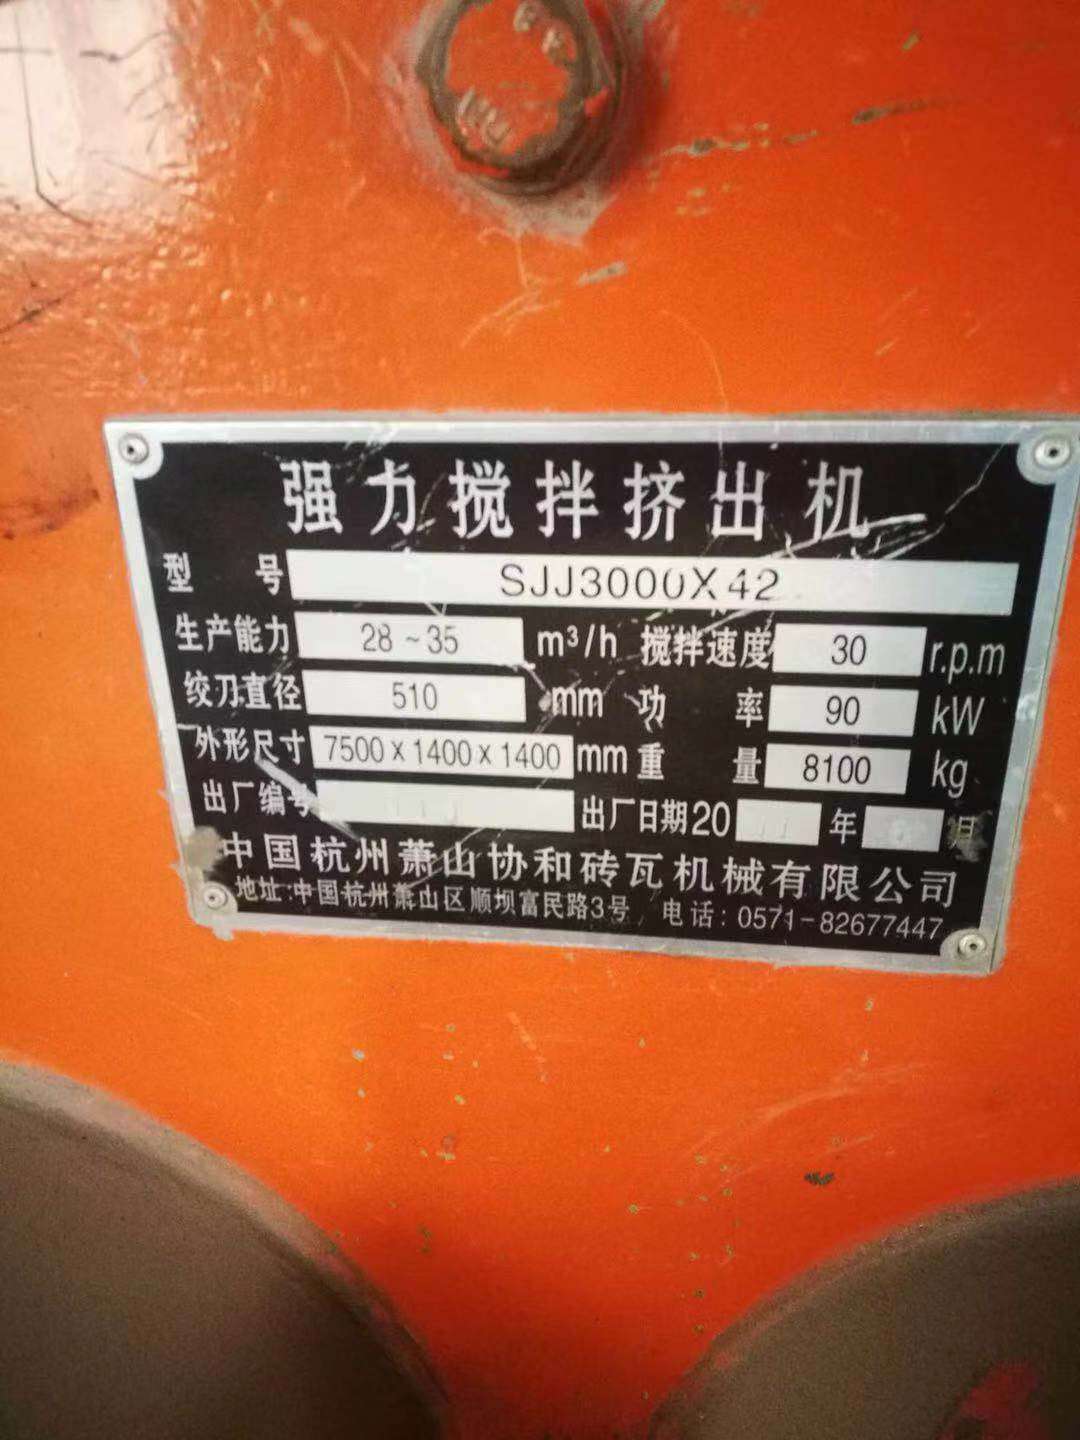 强力搅拌挤出机
型号 SJJ3000X42
生产能力 28~35 m³/h 搅拌速度 30 r.p.m
绞刀直径 510 mm 功率 90 kW
外形尺寸 7500×1400×1400 mm 重量 8100 kg
出厂编号 出厂日期20 年 月
中国杭州萧山协和砖瓦机械有限公司
地址:中国杭州萧山区顺坝富民路3号 电话:0571-82677447